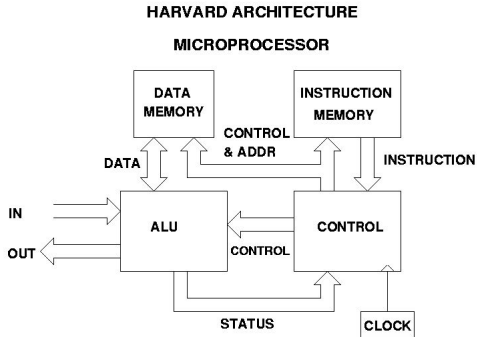 HARVARD ARCHITECTURE
MICROPROCESSOR
DATA
MEMORY
INSTRUCTION
MEMORY
CONTROL
& ADDR
DATA
INSTRUCTION
IN
ALU
CONTROL
OUT
CONTROL
STATUS
CLOCK